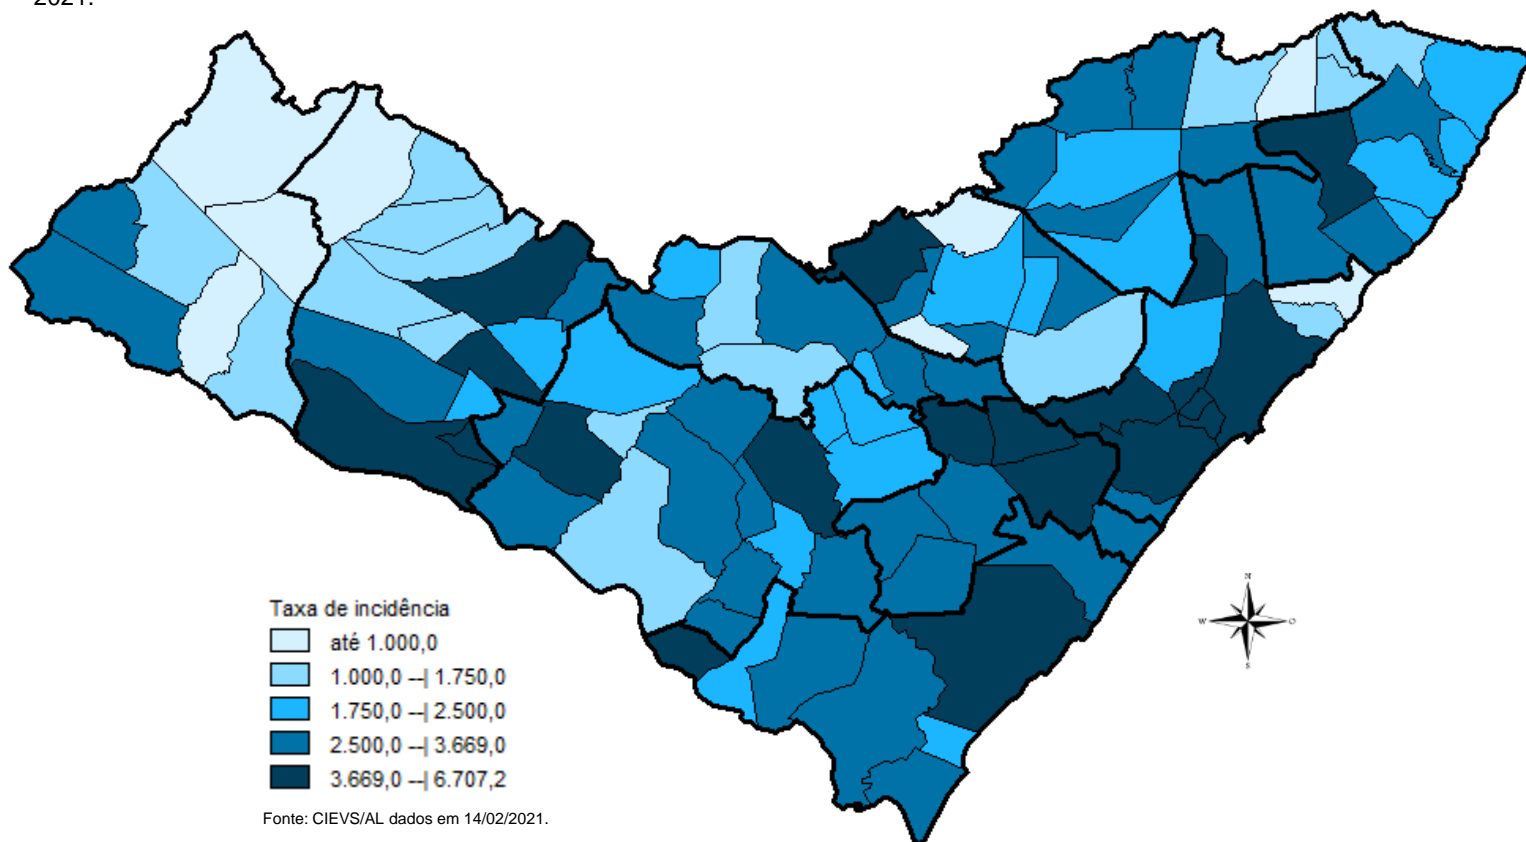 2021.
Taxa de incidência
até 1.000,0
1.000,0 --| 1.750,0
1.750,0 --| 2.500,0
2.500,0 --| 3.669,0
3.669,0 --| 6.707,2
Fonte: CIEVS/AL dados em 14/02/2021.
N
W
O
S